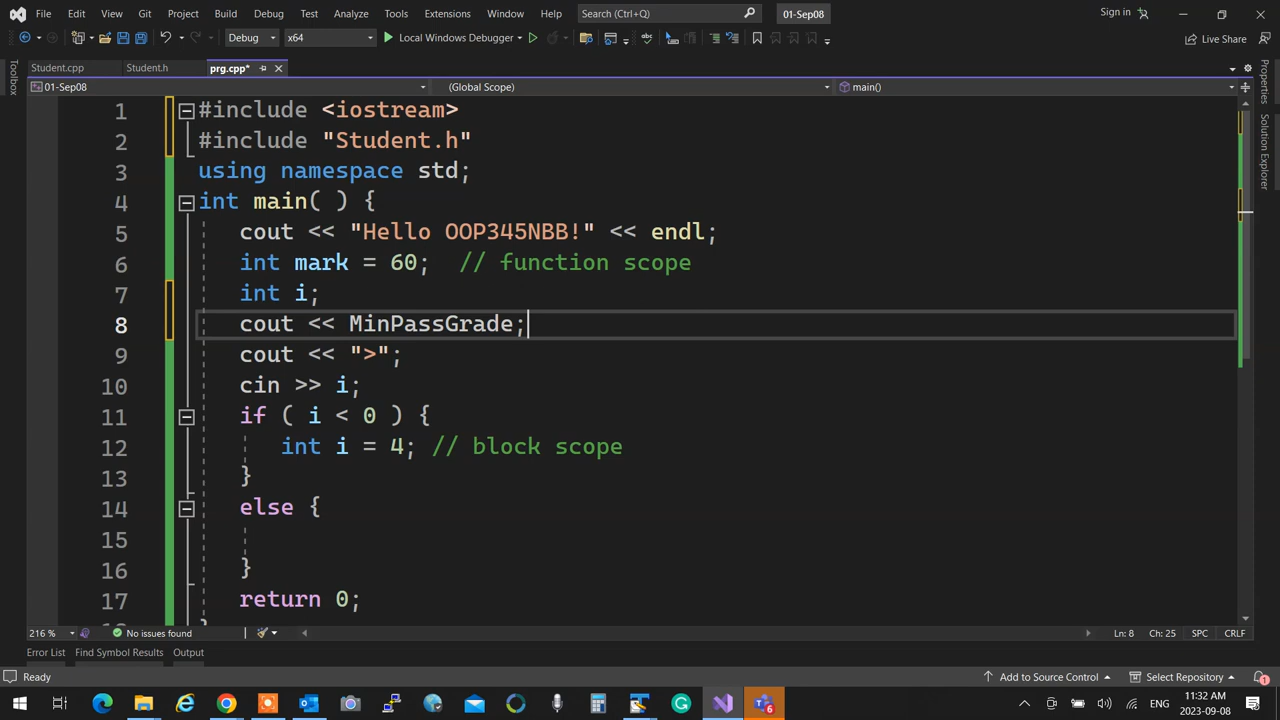 File Edit View Git Project Build Debug Test Analyze Tools Extensions Window Help Search (Ctrl+Q) 01-Sep08 Sign in
Debug x64 Local Windows Debugger Live Share
Student.cpp Student.h prg.cpp*
01-Sep08 (Global Scope) main()
Toolbox
Properties
Solution Explorer
1 #include <iostream>
2 #include "Student.h"
3 using namespace std;
4 int main( ) {
5 cout << "Hello OOP345NBB!" << endl;
6 int mark = 60; // function scope
7 int i;
8 cout << MinPassGrade;
9 cout << ">";
10 cin >> i;
11 if ( i < 0 ) {
12 int i = 4; // block scope
13 }
14 else {
15
16 }
17 return 0;
216 % No issues found Ln: 8 Ch: 25 SPC CRLF
Error List Find Symbol Results Output
Ready Add to Source Control Select Repository 1
6 ENG 11:32 AM
2023-09-08